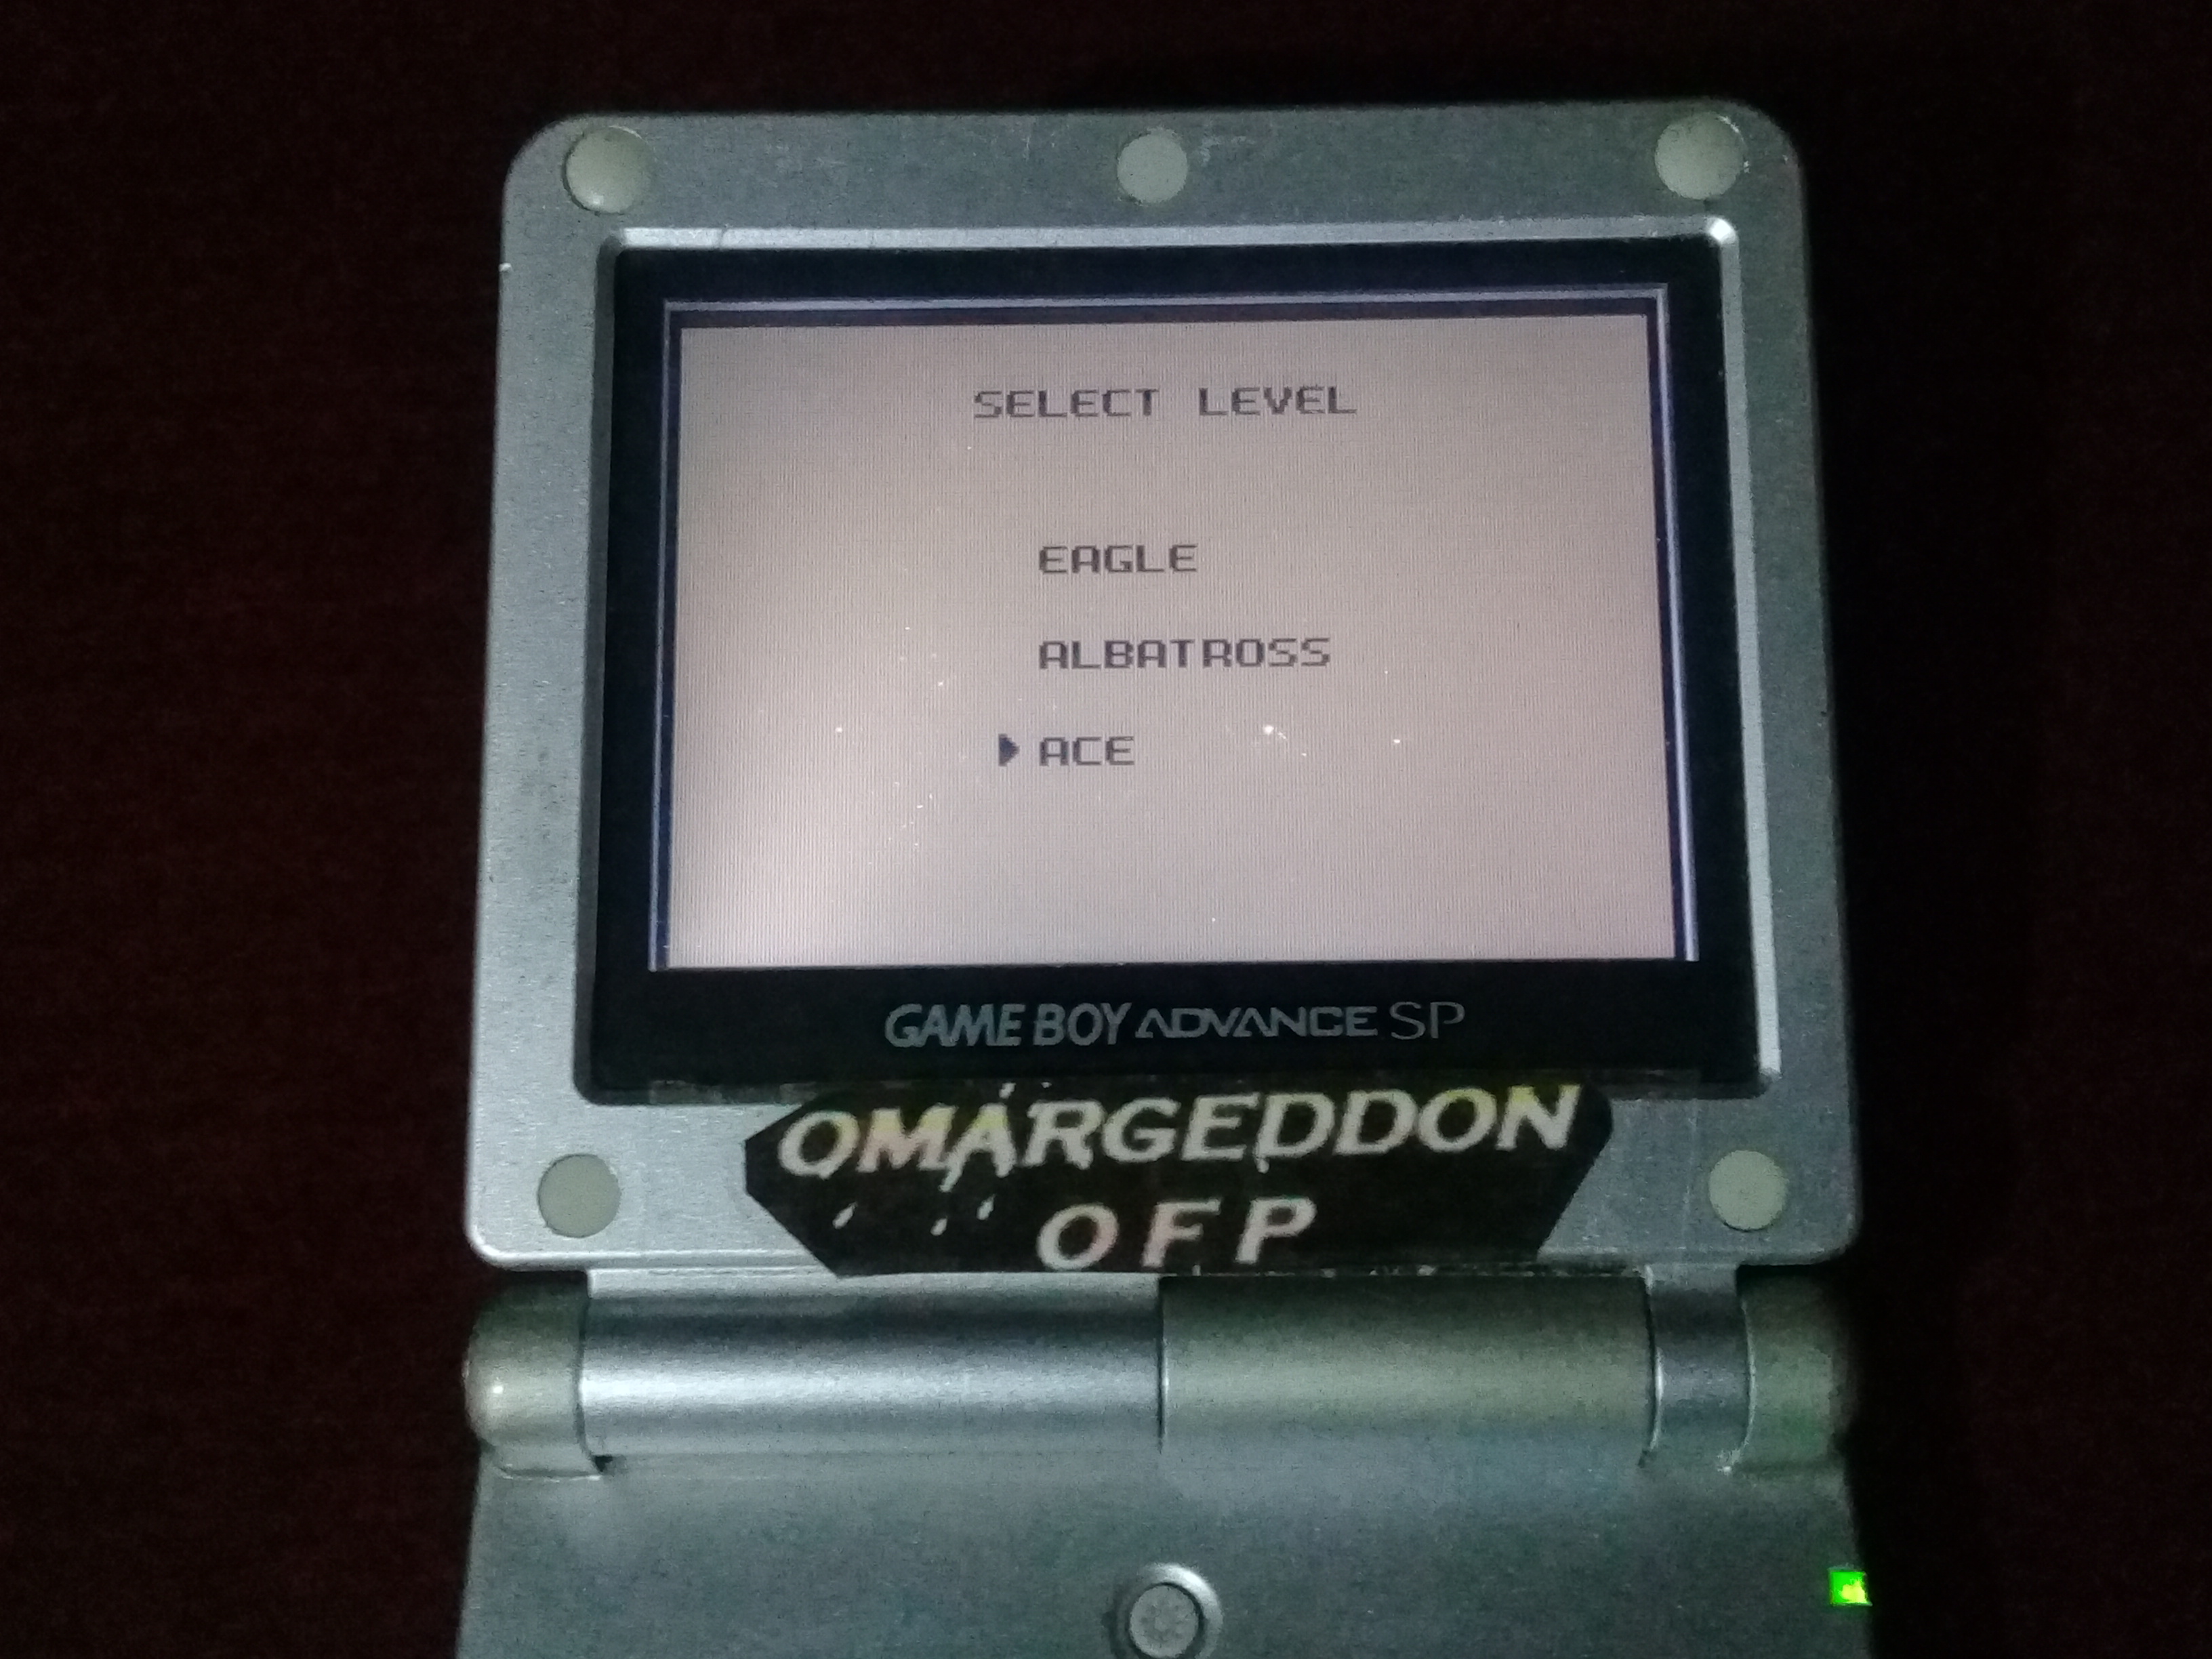 SELECT LEVEL
EAGLE
ALBATROSS
ACE
GAME BOY ADVANCE SP
OMARGEDDON
OFP